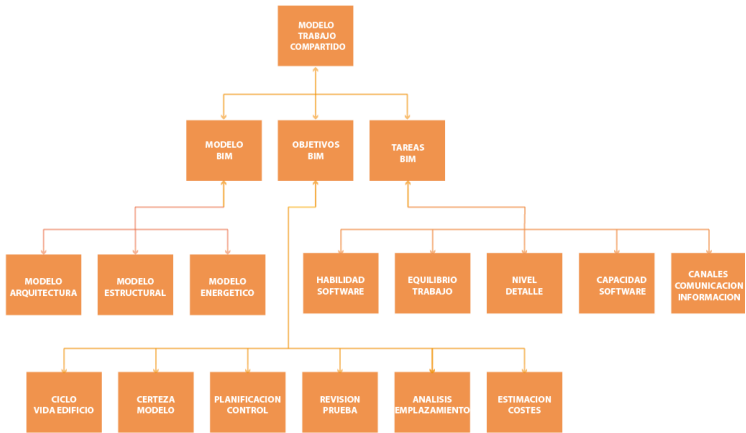 MODELO
TRABAJO
COMPARTIDO
MODELO
BIM
OBJETIVOS
BIM
TAREAS
BIM
MODELO
ARQUITECTURA
MODELO
ESTRUCTURAL
MODELO
ENERGETICO
HABILIDAD
SOFTWARE
EQUILIBRIO
TRABAJO
NIVEL
DETALLE
CAPACIDAD
SOFTWARE
CANALES
COMUNICACION
INFORMACION
CICLO
VIDA EDIFICIO
CERTEZA
MODELO
PLANIFICACION
CONTROL
REVISION
PRUEBA
ANALISIS
EMPLAZAMIENTO
ESTIMACION
COSTES